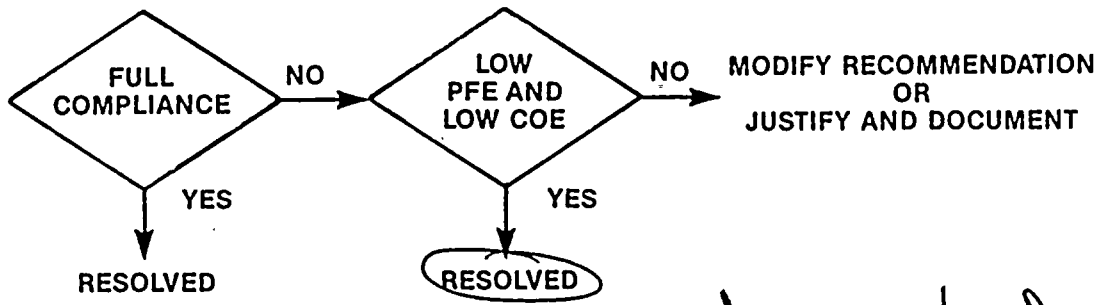 FULL
COMPLIANCE
NO
LOW
PFE AND
LOW COE
NO
MODIFY RECOMMENDATION
OR
JUSTIFY AND DOCUMENT
YES
YES
RESOLVED
RESOLVED